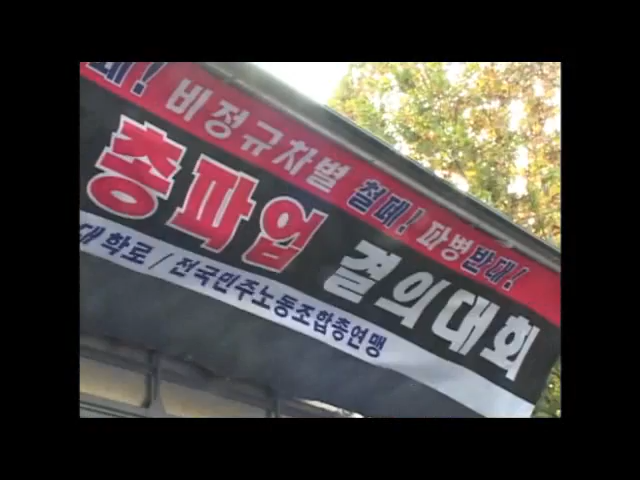 폐! 비정규차별 철폐! 파병반대!
총파업 결의대회
대학로 / 전국민주노동조합총연맹